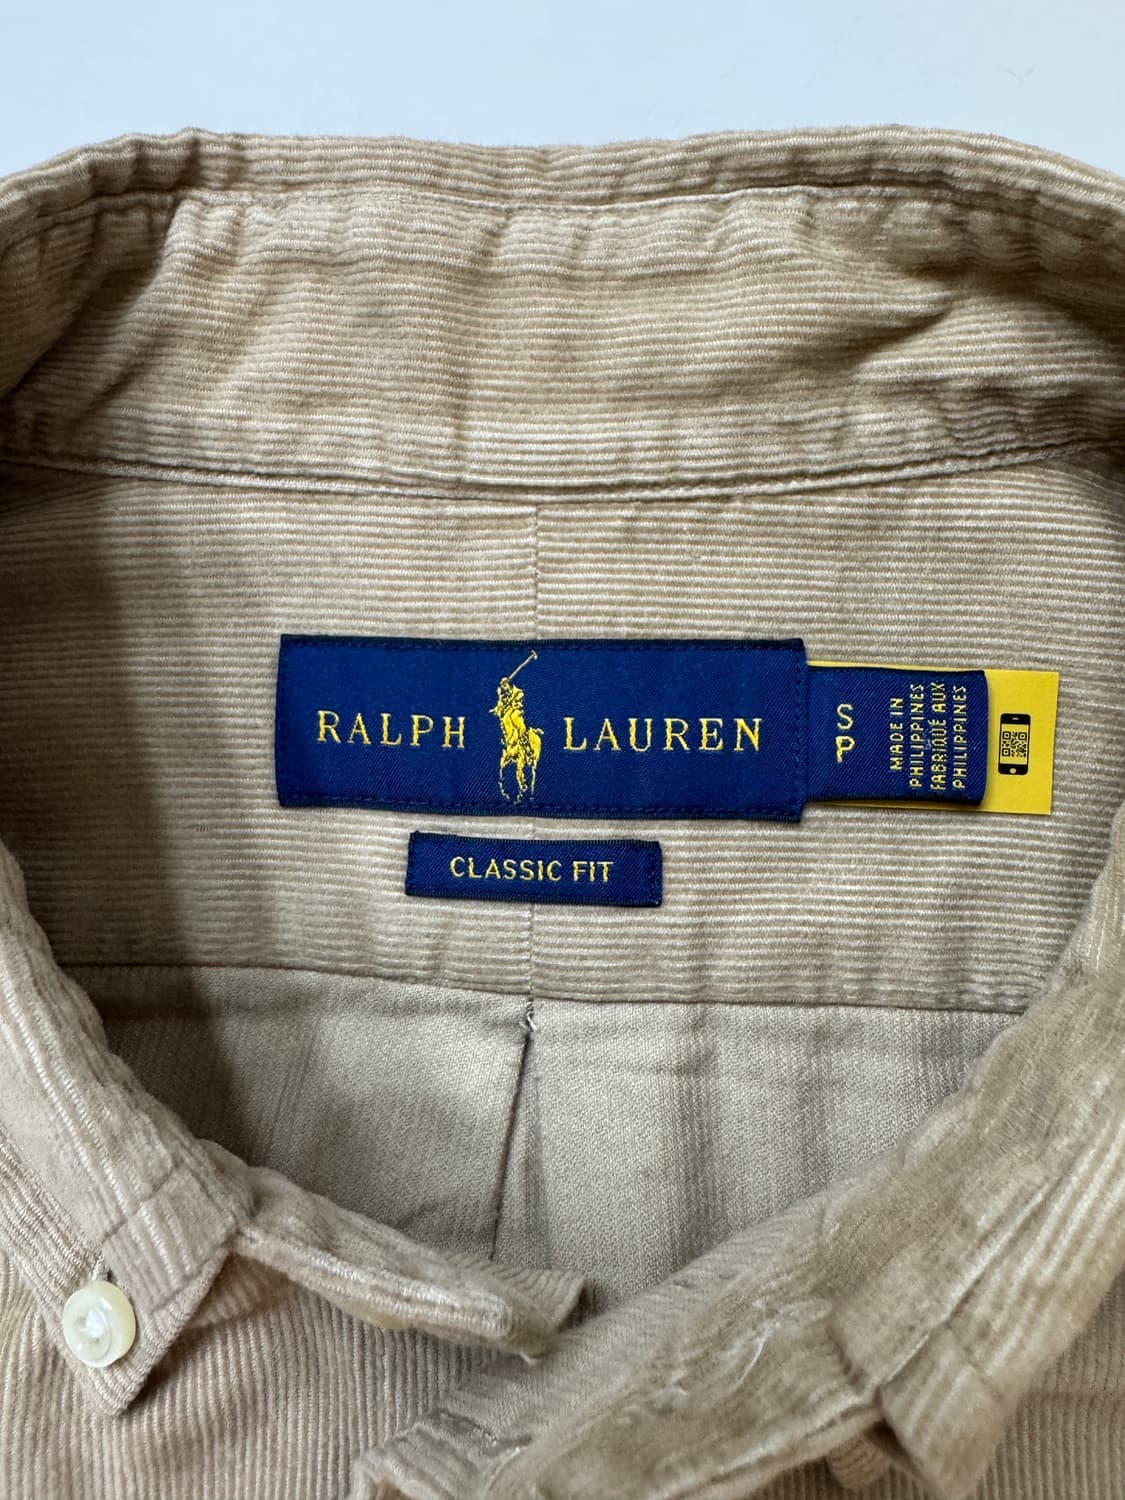 RALPH LAUREN
CLASSIC FIT
S
P
MADE IN
PHILIPPINES
FABRIQUÉ AUX
PHILIPPINES